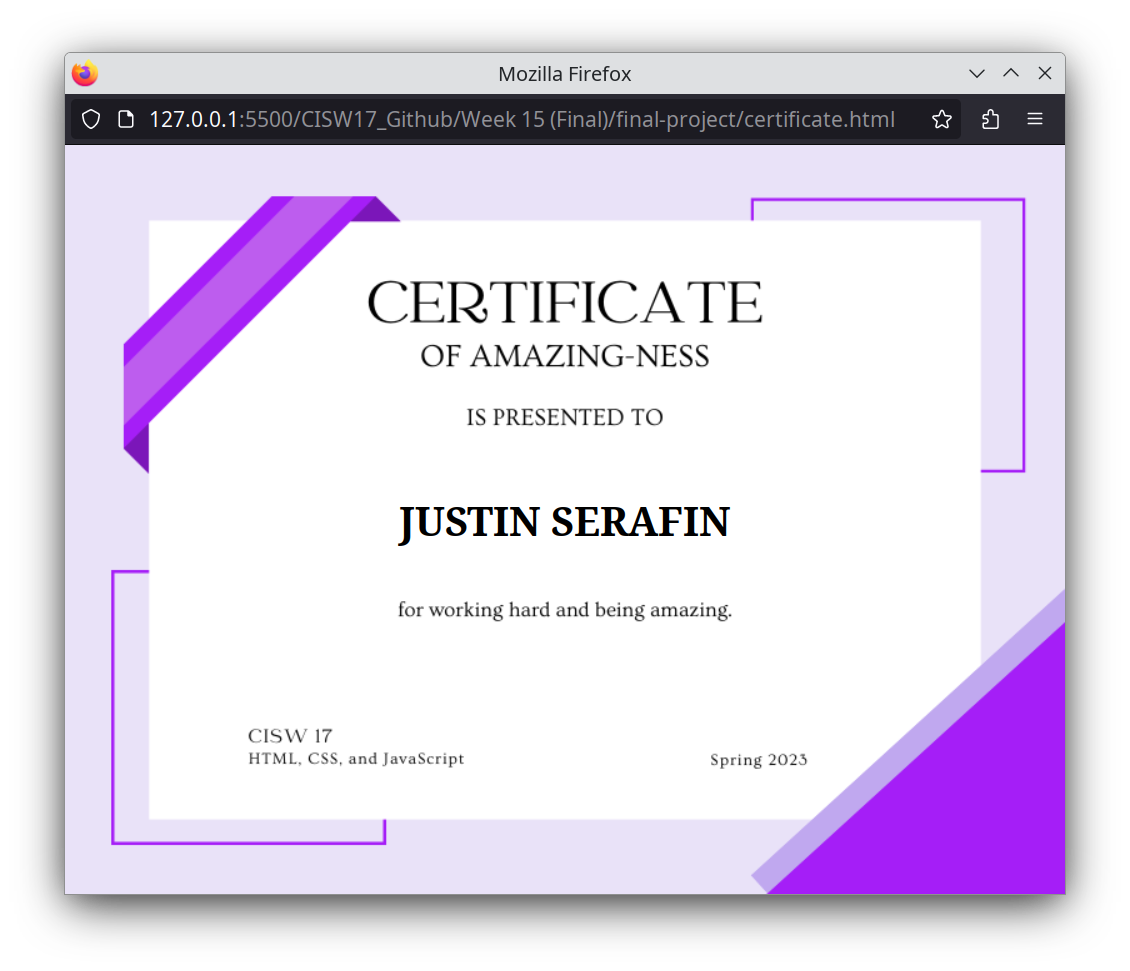 Mozilla Firefox
127.0.0.1:5500/CISW17_Github/Week 15 (Final)/final-project/certificate.html
CERTIFICATE
OF AMAZING-NESS
IS PRESENTED TO
JUSTIN SERAFIN
for working hard and being amazing.
CISW 17
HTML, CSS, and JavaScript
Spring 2023